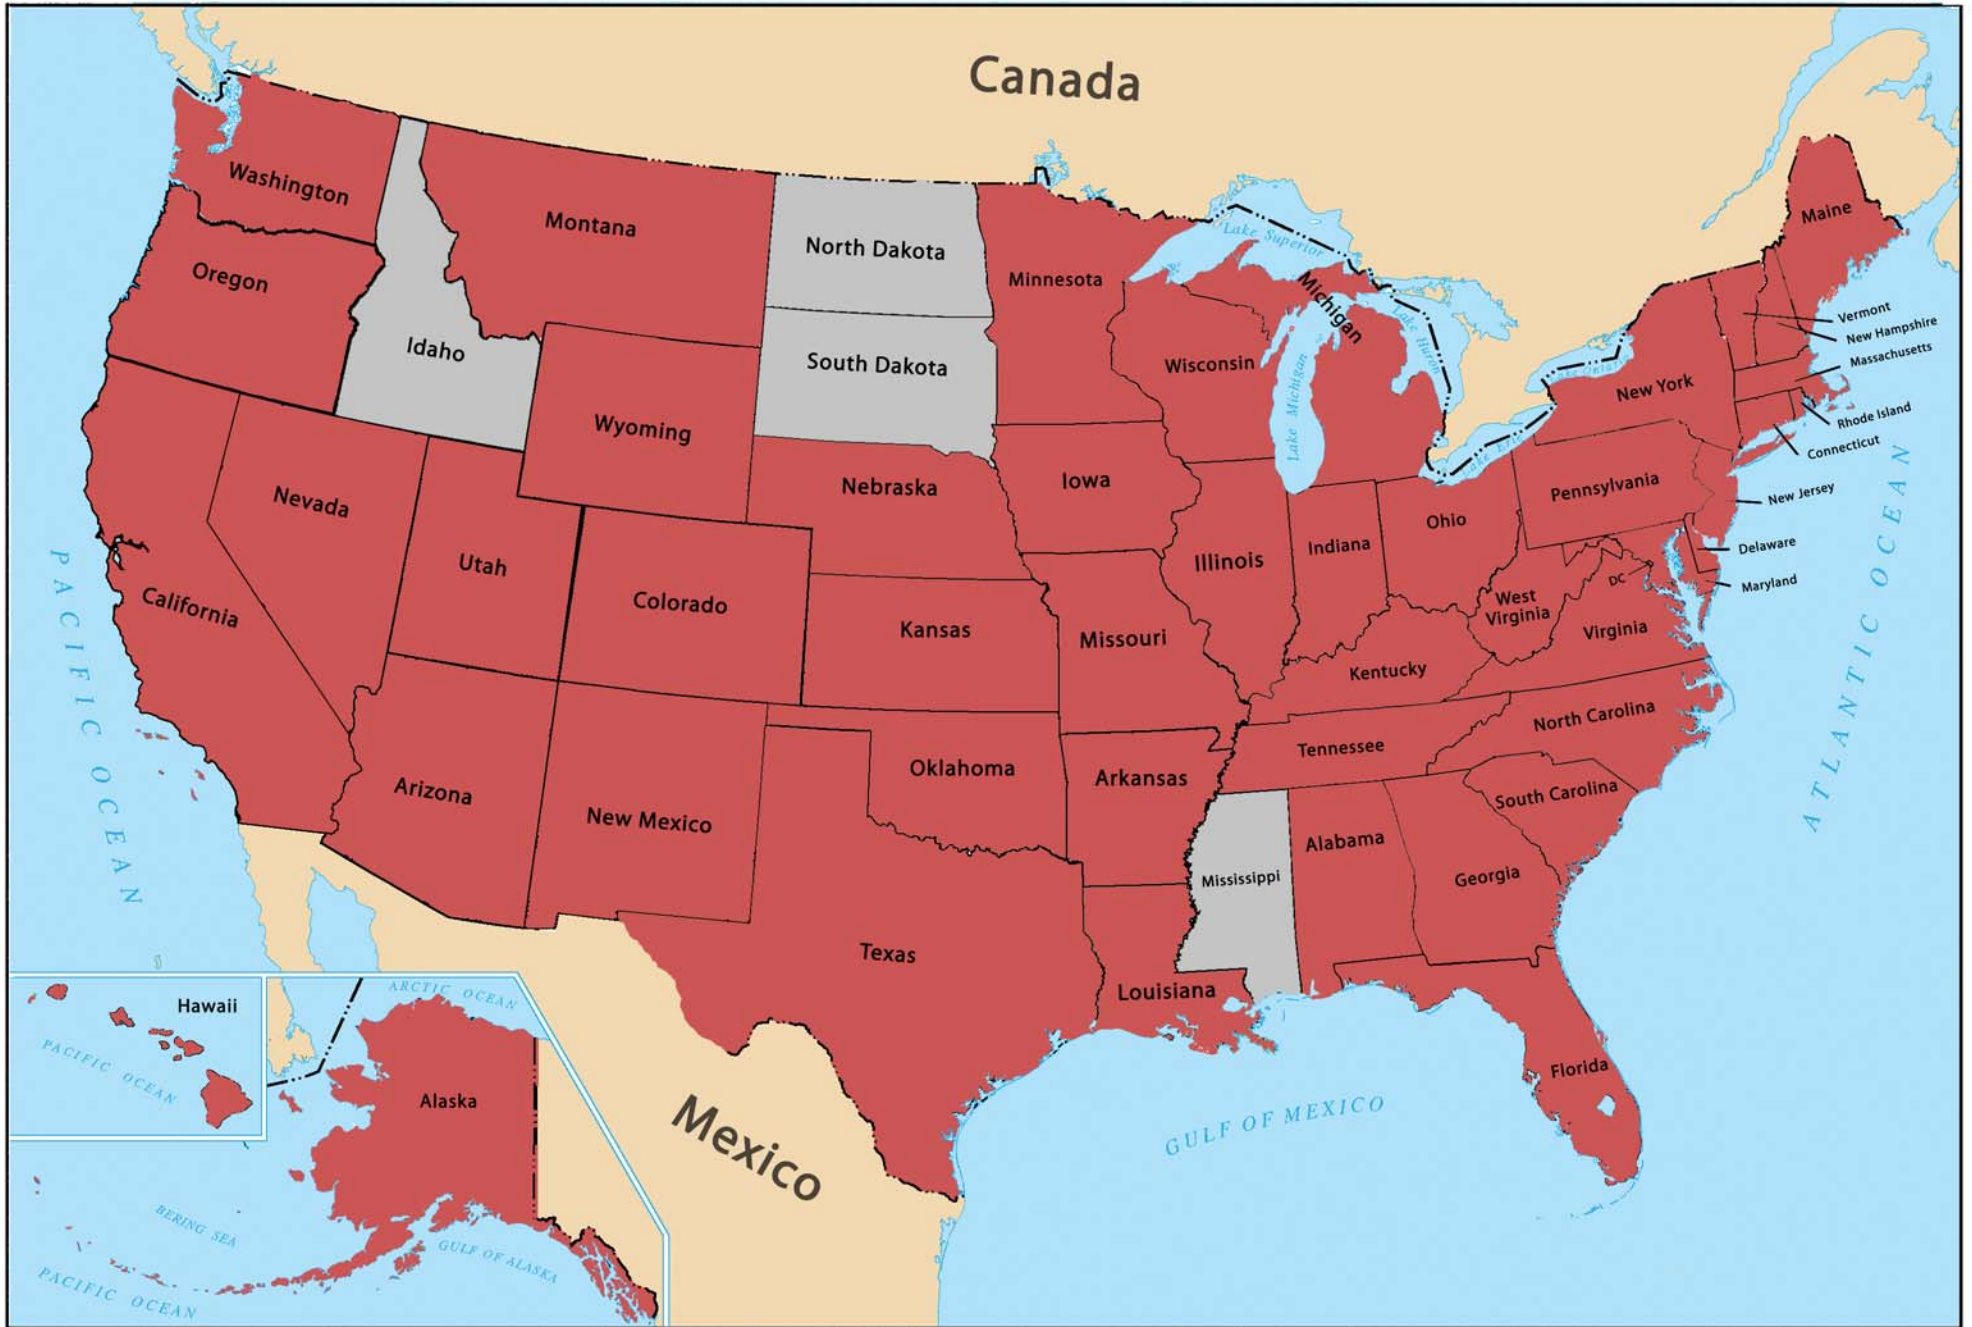 Canada
Washington
Montana
North Dakota
Minnesota
Lake Superior
Michigan
Maine
Oregon
Idaho
South Dakota
Wisconsin
Lake Michigan
Lake Huron
Vermont
New Hampshire
Massachusetts
Lake Ontario
New York
Rhode Island
Connecticut
Wyoming
Nebraska
Iowa
Lake Erie
Pennsylvania
New Jersey
Nevada
Utah
Colorado
Kansas
Missouri
Illinois
Indiana
Ohio
West
Virginia
DC
Delaware
Maryland
Virginia
California
Kentucky
North Carolina
Tennessee
Arizona
New Mexico
Oklahoma
Arkansas
South Carolina
Mississippi
Alabama
Georgia
Texas
Louisiana
Florida
PACIFIC OCEAN
ATLANTIC OCEAN
GULF OF MEXICO
Mexico
Hawaii
PACIFIC OCEAN
ARCTIC OCEAN
Alaska
BERING SEA
GULF OF ALASKA
PACIFIC OCEAN